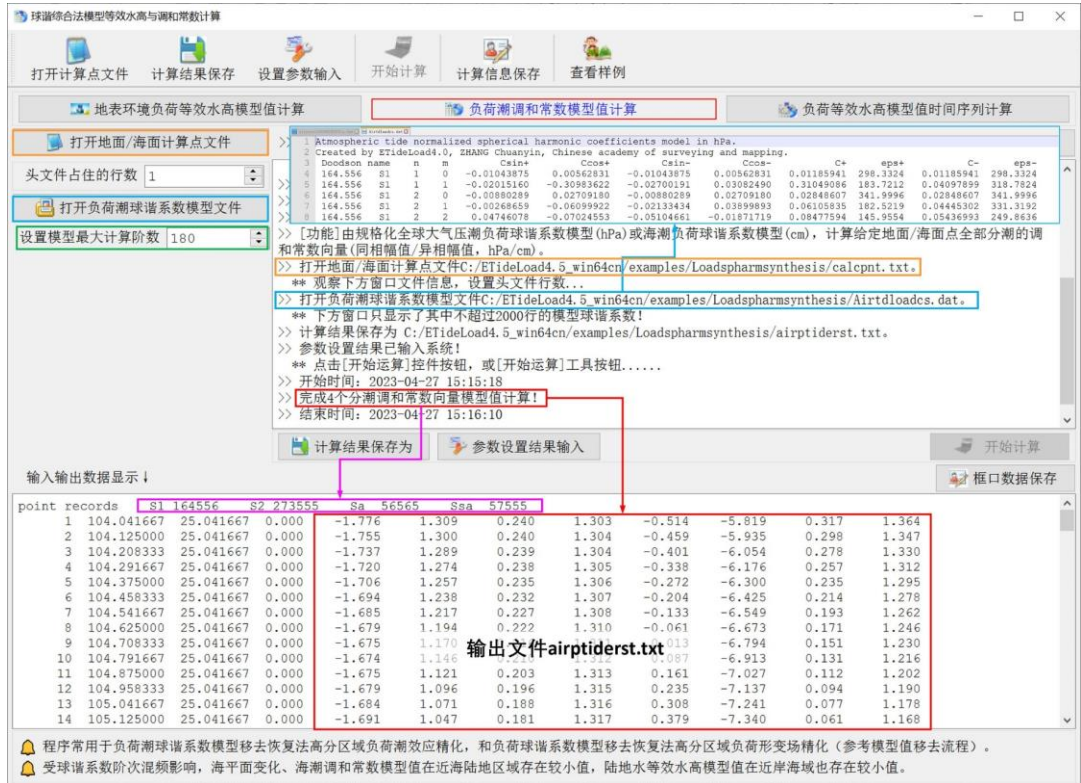 球谐综合法模型等效水高与调和常数计算
打开计算点文件 计算结果保存 设置参数输入 开始计算 计算信息保存 查看样例
地表环境负荷等效水高模型值计算 负荷潮调和常数模型值计算 负荷等效水高模型值时间序列计算
打开地面/海面计算点文件
头文件占住的行数 1
打开负荷潮球谐系数模型文件
设置模型最大计算阶数 180
1 Atmospheric tide normalized spherical harmonic coefficients model in hPa.
2 Created by ETideLoad4.0, ZHANG Chuanyin, Chinese academy of surveying and mapping.
3 Doodson name n m Csin+ Ccos+ Csin- Ccos- C+ eps+ C- eps-
4 164.556 S1 1 0 -0.01043875 0.00562831 -0.01043875 0.00562831 0.01185941 298.3324 0.01185941 298.3324
5 164.556 S1 1 1 -0.02015160 -0.30983622 -0.02700191 0.03082490 0.31049086 183.7212 0.04097899 318.7824
6 164.556 S1 2 0 -0.00880289 0.02709180 -0.00880289 0.02709180 0.02848607 341.9996 0.02848607 341.9996
7 164.556 S1 2 1 -0.00268659 -0.06099922 -0.02133434 0.03899893 0.06105835 182.5219 0.04445302 331.3192
8 164.556 S1 2 2 0.04746078 -0.07024553 -0.05104661 -0.01871719 0.08477594 145.9554 0.05436993 249.8636
>> [功能]由规格化全球大气压潮负荷球谐系数模型(hPa)或海潮负荷球谐系数模型(cm)，计算给定地面/海面点全部分潮的调
和常数向量(同相幅值/异相幅值，hPa/cm)。
>> 打开地面/海面计算点文件C:/ETideLoad4.5_win64cn/examples/Loadspharmsynthesis/calcpnt.txt。
** 观察下方窗口文件信息，设置头文件行数...
>> 打开负荷潮球谐系数模型文件C:/ETideLoad4.5_win64cn/examples/Loadspharmsynthesis/Airtdloadcs.dat。
** 下方窗口只显示了其中不超过2000行的模型球谐系数！
>> 计算结果保存为 C:/ETideLoad4.5_win64cn/examples/Loadspharmsynthesis/airptiderst.txt。
>> 参数设置结果已输入系统！
** 点击[开始运算]控件按钮，或[开始运算]工具按钮......
>> 开始时间：2023-04-27 15:15:18
>> 完成4个分潮调和常数向量模型值计算！
>> 结束时间：2023-04-27 15:16:10
计算结果保存为 参数设置结果输入 开始计算
输入输出数据显示↓ 框口数据保存
point records S1 164556 S2 273555 Sa 56565 Ssa 57555
1 104.041667 25.041667 0.000 -1.776 1.309 0.240 1.303 -0.514 -5.819 0.317 1.364
2 104.125000 25.041667 0.000 -1.755 1.300 0.240 1.304 -0.459 -5.935 0.298 1.347
3 104.208333 25.041667 0.000 -1.737 1.289 0.239 1.304 -0.401 -6.054 0.278 1.330
4 104.291667 25.041667 0.000 -1.720 1.274 0.238 1.305 -0.338 -6.176 0.257 1.312
5 104.375000 25.041667 0.000 -1.706 1.257 0.235 1.306 -0.272 -6.300 0.235 1.295
6 104.458333 25.041667 0.000 -1.694 1.238 0.232 1.307 -0.204 -6.425 0.214 1.278
7 104.541667 25.041667 0.000 -1.685 1.217 0.227 1.308 -0.133 -6.549 0.193 1.262
8 104.625000 25.041667 0.000 -1.679 1.194 0.222 1.310 -0.061 -6.673 0.171 1.246
9 104.708333 25.041667 0.000 -1.675 1.170 0.013 -6.794 0.151 1.230
输出文件airptiderst.txt
10 104.791667 25.041667 0.000 -1.674 1.146 0.087 -6.913 0.131 1.216
11 104.875000 25.041667 0.000 -1.675 1.121 0.203 1.313 0.161 -7.027 0.112 1.202
12 104.958333 25.041667 0.000 -1.679 1.096 0.196 1.315 0.235 -7.137 0.094 1.190
13 105.041667 25.041667 0.000 -1.684 1.071 0.188 1.316 0.308 -7.241 0.077 1.178
14 105.125000 25.041667 0.000 -1.691 1.047 0.181 1.317 0.379 -7.340 0.061 1.168
程序常用于负荷潮球谐系数模型移去恢复法高分区域负荷潮效应精化，和负荷球谐系数模型移去恢复法高分区域负荷形变场精化（参考模型值移去流程）。
受球谐系数阶次混频影响，海平面变化、海潮调和常数模型值在近海陆地区域存在较小值，陆地水等效水高模型值在近岸海域也存在较小值。